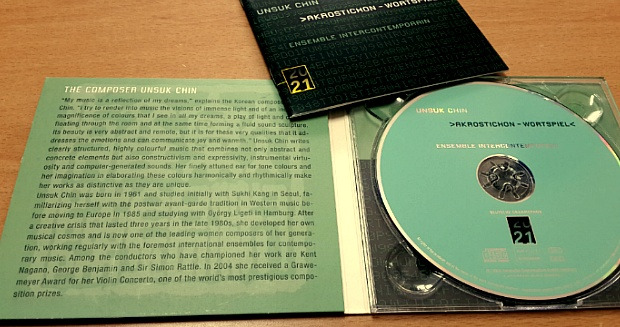 UNSUK CHIN
>AKROSTICHON - WORTSPIEL<
ENSEMBLE INTERCONTEMPORAIN
20
21
THE COMPOSER UNSUK CHIN
"My music is a reflection of my dreams," explains the Korean
Chin. "I try to render into music the visions of immense light and of an
magnificence of colours that I see in all my dreams, a play of light and
floating through the room and at the same time forming a fluid sound sculpture.
Its beauty is very abstract and remote, but it is for these very qualities that it ad-
dresses the emotions and can communicate joy and warmth." Unsuk Chin writes
clearly structured, highly colourful music that combines not only abstract and
concrete elements but also constructivism and expressivity, instrumental virtu-
osity and computer-generated sounds. Her finely attuned ear for tone colours and
her imagination in elaborating these colours harmonically and rhythmically make
her works as distinctive as they are unique.
Unsuk Chin was born in 1961 and studied initially with Sukhi Kang in Seoul, fa-
miliarizing herself with the postwar avant-garde tradition in Western music be-
fore moving to Europe in 1985 and studying with György Ligeti in Hamburg. After
a creative crisis that lasted three years in the late 1980s, she developed her own
musical cosmos and is now one of the leading women composers of her genera-
tion, working regularly with the foremost international ensembles for contempo-
rary music. Among the conductors who have championed her work are Kent
Nagano, George Benjamin and Sir Simon Rattle. In 2004 she received a Grawe-
meyer Award for her Violin Concerto, one of the world's most prestigious compo-
sition prizes.
UNSUK CHIN
>AKROSTICHON - WORTSPIEL<
ENSEMBLE INTERCONTEMPORAIN
20
21